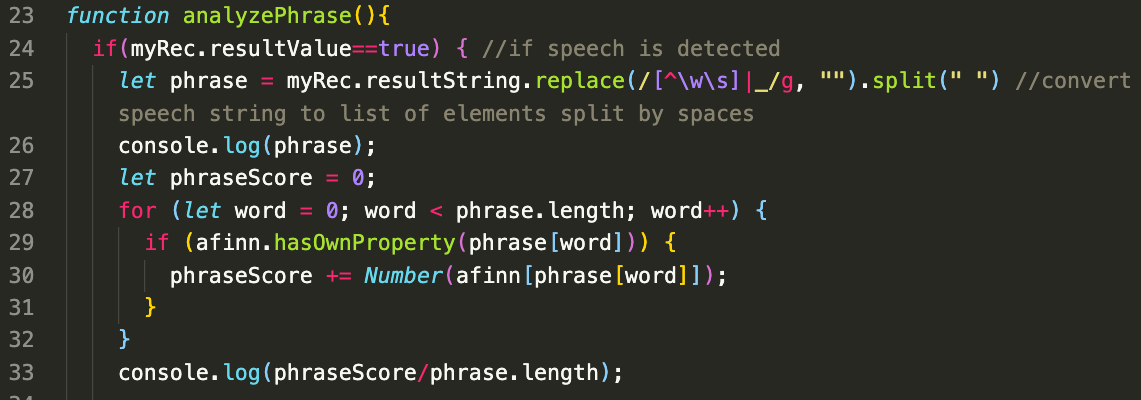 23 function analyzePhrase(){
24 if(myRec.resultValue==true) { //if speech is detected
25 let phrase = myRec.resultString.replace(/[^\w\s]|_/g, "").split(" ") //convert
speech string to list of elements split by spaces
26 console.log(phrase);
27 let phraseScore = 0;
28 for (let word = 0; word < phrase.length; word++) {
29 if (afinn.hasOwnProperty(phrase[word])) {
30 phraseScore += Number(afinn[phrase[word]]);
31 }
32 }
33 console.log(phraseScore/phrase.length);